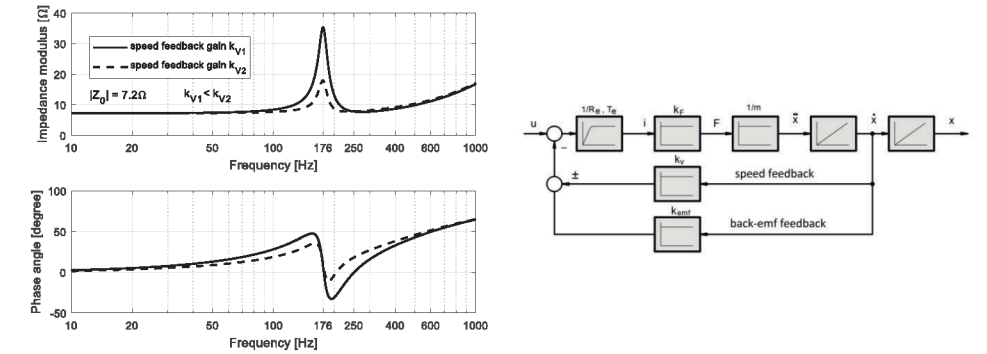 40
30
20
10
0
Impedance modulus [Ω]
speed feedback gain k_V1
speed feedback gain k_V2
|Z_0| = 7.2Ω k_V1 < k_V2
10 20 50 100 176 250 400 600 1000
Frequency [Hz]
100
50
0
-50
Phase angle [degree]
10 20 50 100 176 250 400 600 1000
Frequency [Hz]
1/R_e , T_e k_F 1/m
u i F ẍ ẋ x
−
± k_v speed feedback
k_emf back-emf feedback